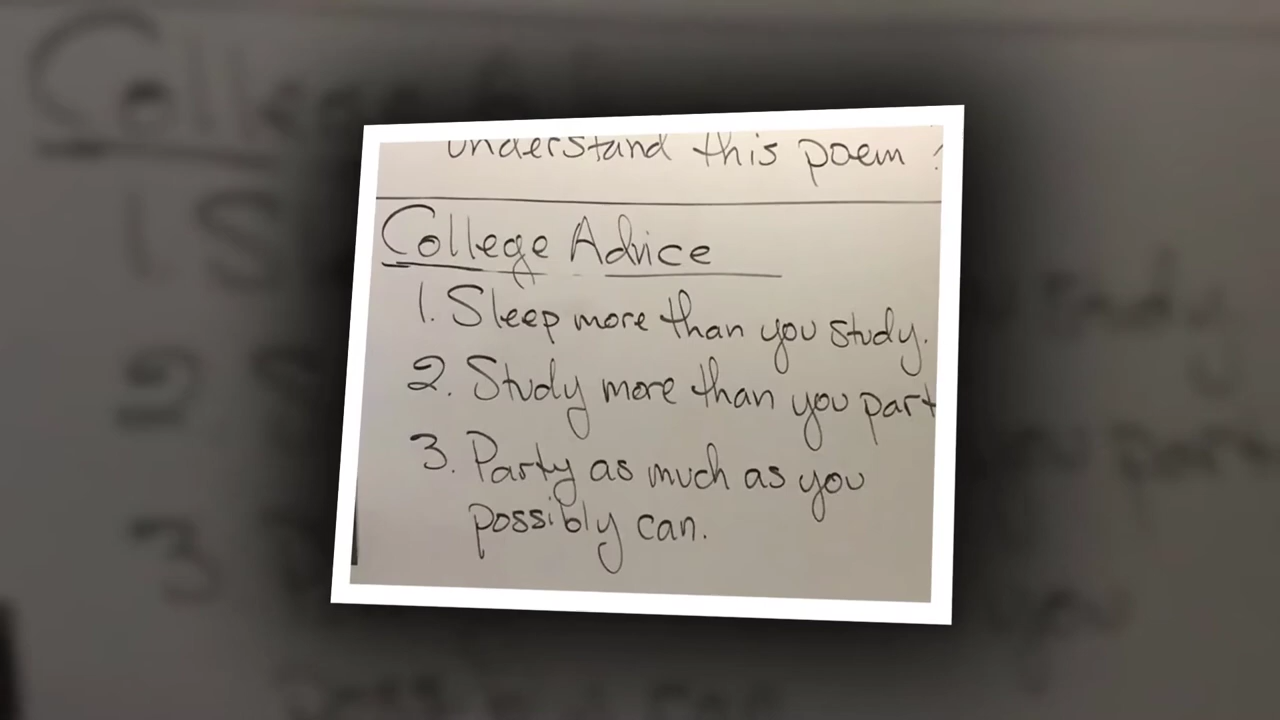 understand this poem?
College Advice
1. Sleep more than you study.
2. Study more than you part
3. Party as much as you
possibly can.